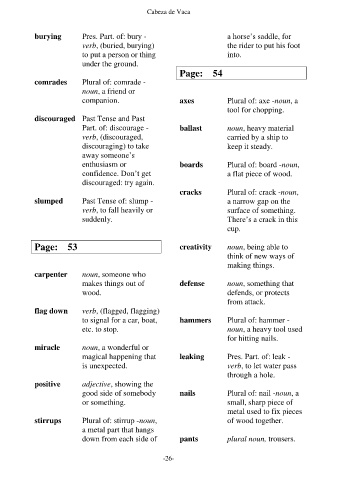 Cabeza de Vaca
burying Pres. Part. of: bury -
verb, (buried, burying)
to put a person or thing
under the ground.
comrades Plural of: comrade -
noun, a friend or
companion.
discouraged Past Tense and Past
Part. of: discourage -
verb, (discouraged,
discouraging) to take
away someone's
enthusiasm or
confidence. Don't get
discouraged: try again.
slumped Past Tense of: slump -
verb, to fall heavily or
suddenly.
Page: 53
carpenter noun, someone who
makes things out of
wood.
flag down verb, (flagged, flagging)
to signal for a car, boat,
etc. to stop.
miracle noun, a wonderful or
magical happening that
is unexpected.
positive adjective, showing the
good side of somebody
or something.
stirrups Plural of: stirrup -noun,
a metal part that hangs
down from each side of
a horse's saddle, for
the rider to put his foot
into.
Page: 54
axes Plural of: axe -noun, a
tool for chopping.
ballast noun, heavy material
carried by a ship to
keep it steady.
boards Plural of: board -noun,
a flat piece of wood.
cracks Plural of: crack -noun,
a narrow gap on the
surface of something.
There's a crack in this
cup.
creativity noun, being able to
think of new ways of
making things.
defense noun, something that
defends, or protects
from attack.
hammers Plural of: hammer -
noun, a heavy tool used
for hitting nails.
leaking Pres. Part. of: leak -
verb, to let water pass
through a hole.
nails Plural of: nail -noun, a
small, sharp piece of
metal used to fix pieces
of wood together.
pants plural noun, trousers.
-26-